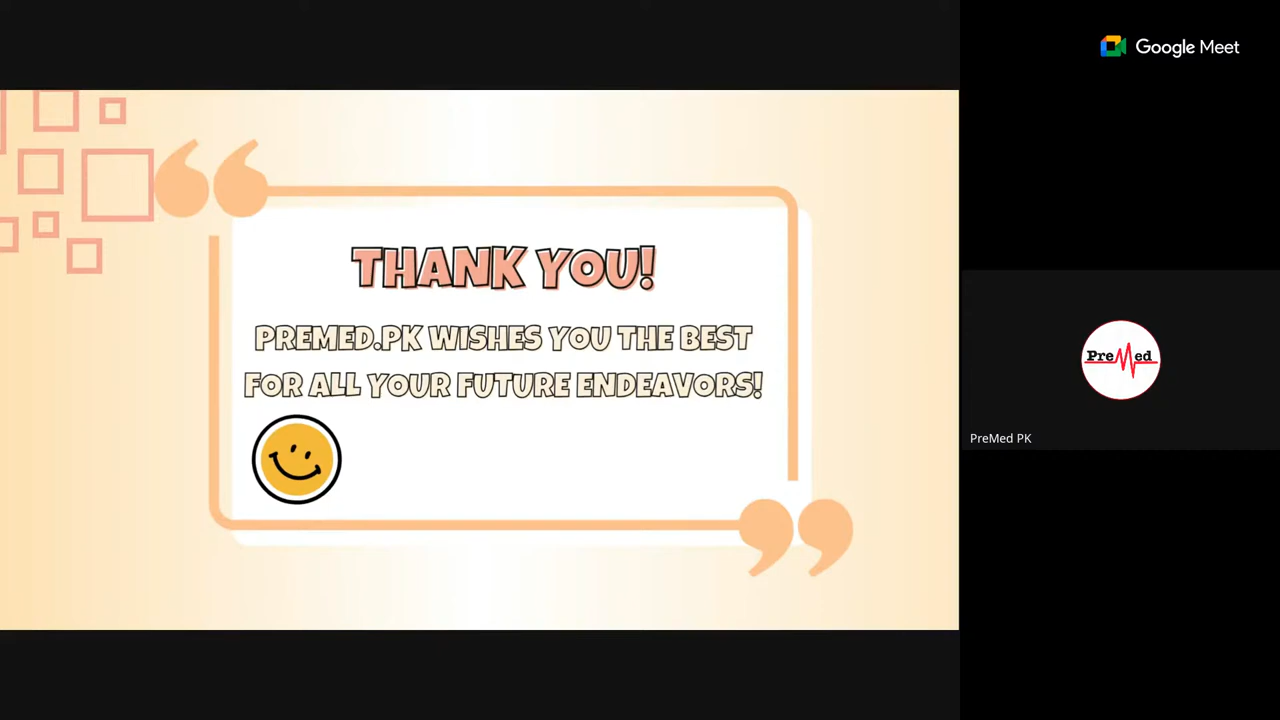 Google Meet
THANK YOU!
PREMED.PK WISHES YOU THE BEST
FOR ALL YOUR FUTURE ENDEAVORS!
PreMed
PreMed PK